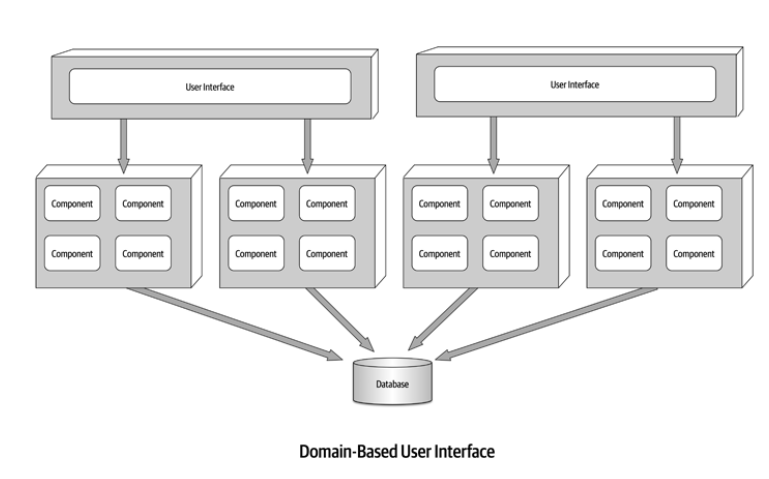 User Interface
User Interface
Component Component Component Component Component Component Component Component
Component Component Component Component Component Component Component Component
Database
Domain-Based User Interface